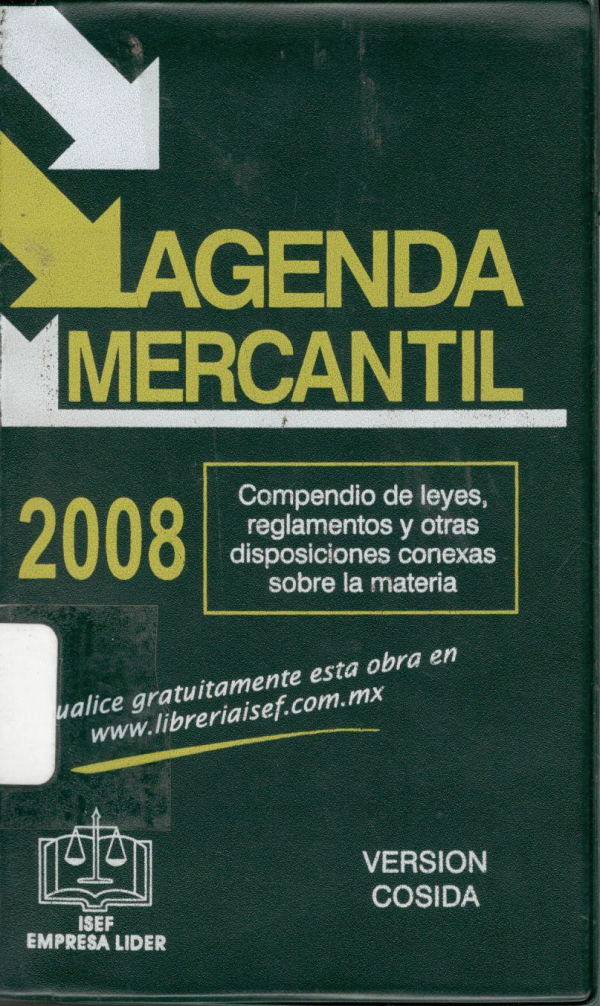 AGENDA
MERCANTIL
2008
Compendio de leyes,
reglamentos y otras
disposiciones conexas
sobre la materia
gratuitamente esta obra en
www.libreriaisef.com.mx
ISEF
EMPRESA LIDER
VERSION
COSIDA